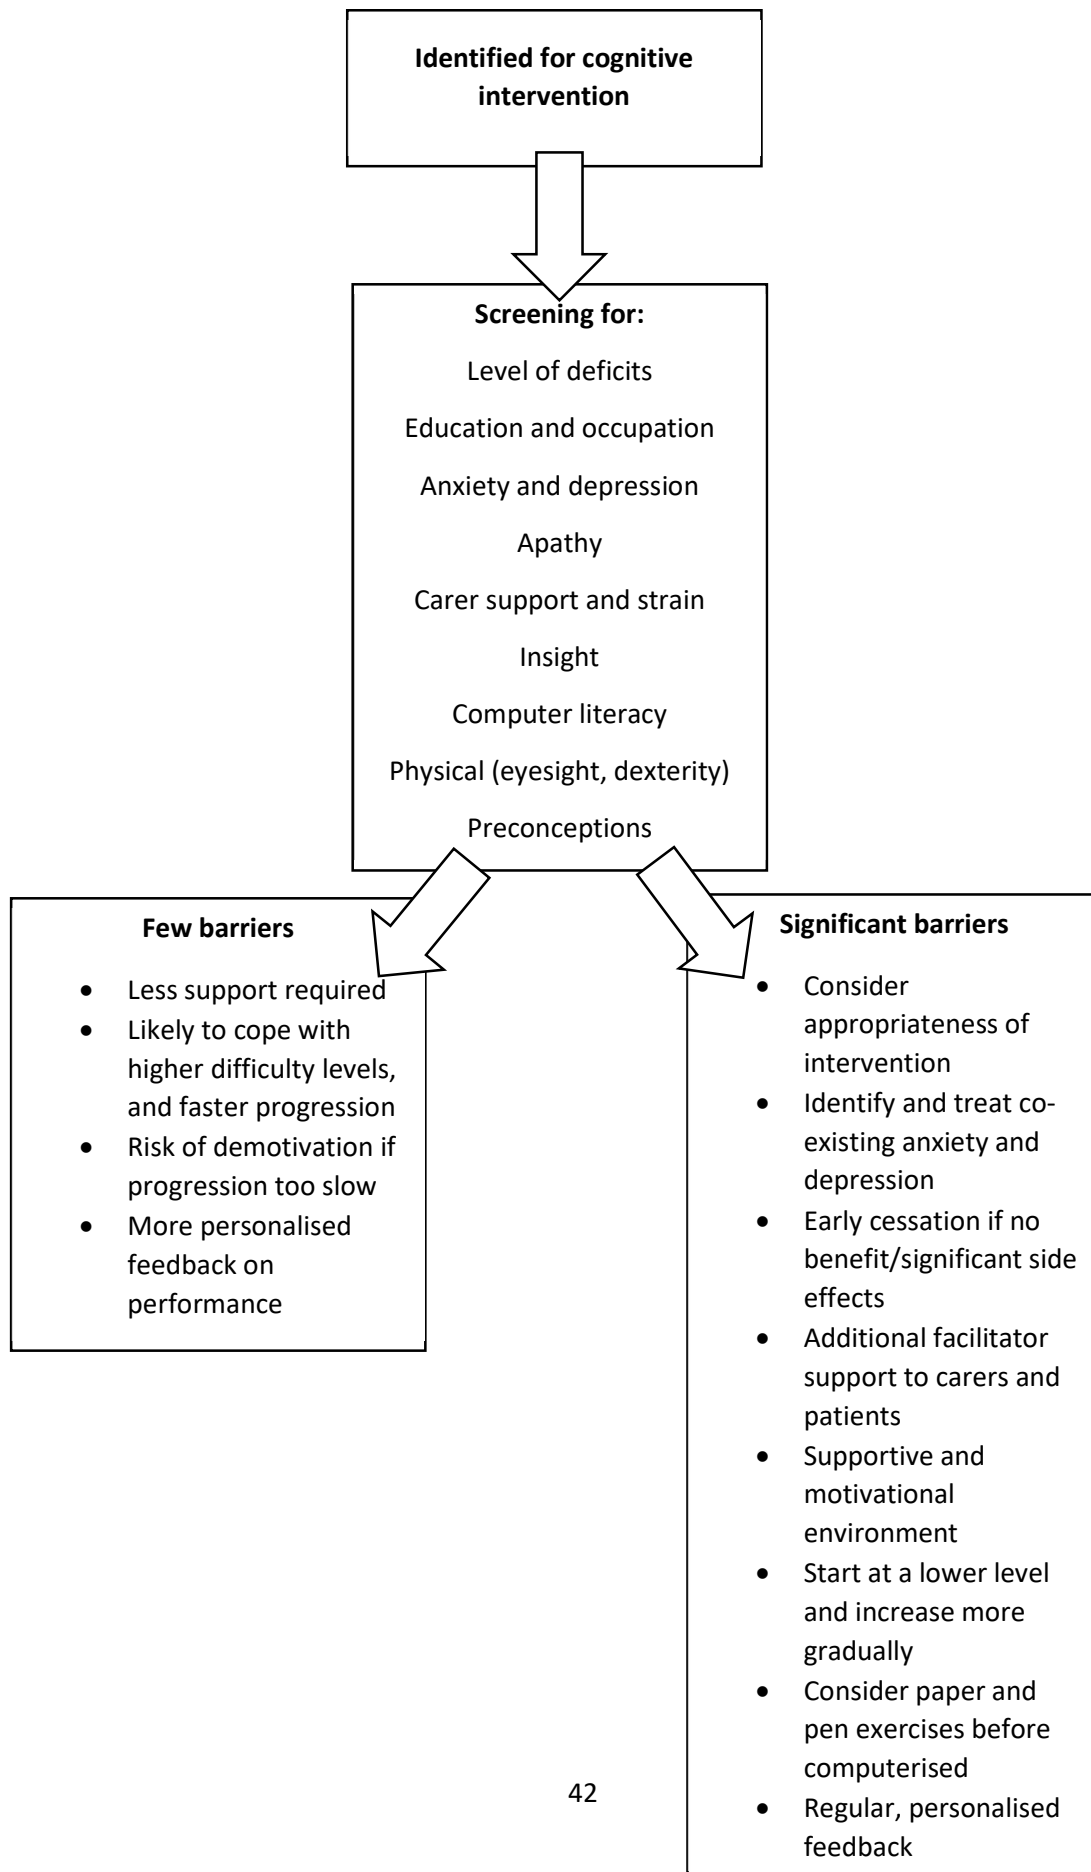 Identified for cognitive
intervention
Screening for:
Level of deficits
Education and occupation
Anxiety and depression
Apathy
Carer support and strain
Insight
Computer literacy
Physical (eyesight, dexterity)
Preconceptions
Few barriers
• Less support required
• Likely to cope with
higher difficulty levels,
and faster progression
• Risk of demotivation if
progression too slow
• More personalised
feedback on
performance
Significant barriers
• Consider
appropriateness of
intervention
• Identify and treat co-
existing anxiety and
depression
• Early cessation if no
benefit/significant side
effects
• Additional facilitator
support to carers and
patients
• Supportive and
motivational
environment
• Start at a lower level
and increase more
gradually
• Consider paper and
pen exercises before
computerised
• Regular, personalised
feedback
42